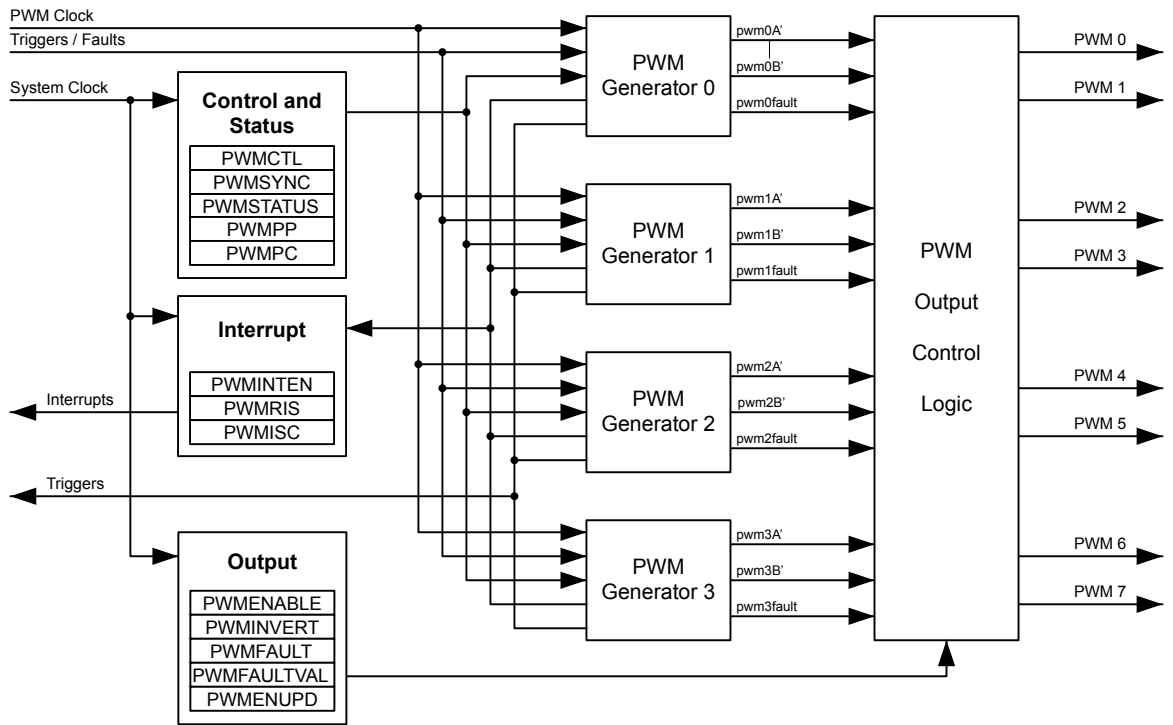 PWM Clock
Triggers / Faults
System Clock
Control and
Status
PWMCTL
PWMSYNC
PWMSTATUS
PWMPP
PWMPC
Interrupt
PWMINTEN
PWMRIS
PWMISC
Interrupts
Triggers
Output
PWMENABLE
PWMINVERT
PWMFAULT
PWMFAULTVAL
PWMENUPD
PWM
Generator 0
pwm0A’
pwm0B’
pwm0fault
PWM
Generator 1
pwm1A’
pwm1B’
pwm1fault
PWM
Generator 2
pwm2A’
pwm2B’
pwm2fault
PWM
Generator 3
pwm3A’
pwm3B’
pwm3fault
PWM
Output
Control
Logic
PWM 0
PWM 1
PWM 2
PWM 3
PWM 4
PWM 5
PWM 6
PWM 7